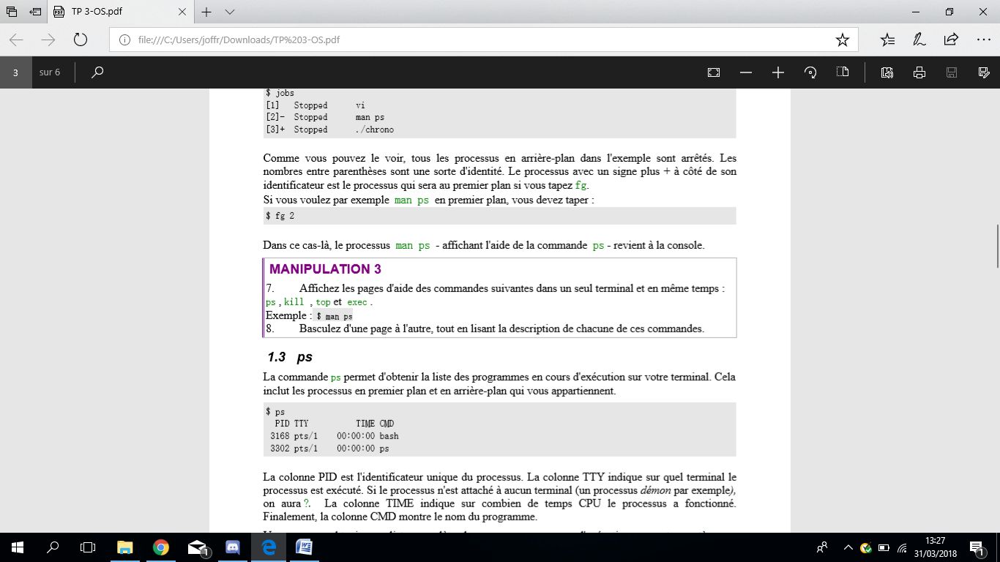 TP 3-OS.pdf
file:///C:/Users/joffr/Downloads/TP%203-OS.pdf
3 sur 6
$ jobs
[1] Stopped vi
[2]- Stopped man ps
[3]+ Stopped ./chrono
Comme vous pouvez le voir, tous les processus en arrière-plan dans l'exemple sont arrêtés. Les
nombres entre parenthèses sont une sorte d'identité. Le processus avec un signe plus + à côté de son
identificateur est le processus qui sera au premier plan si vous tapez fg.
Si vous voulez par exemple man ps en premier plan, vous devez taper :
$ fg 2
Dans ce cas-là, le processus man ps - affichant l'aide de la commande ps - revient à la console.
MANIPULATION 3
7. Affichez les pages d'aide des commandes suivantes dans un seul terminal et en même temps :
ps , kill , top et exec .
Exemple : $ man ps
8. Basculez d'une page à l'autre, tout en lisant la description de chacune de ces commandes.
1.3 ps
La commande ps permet d'obtenir la liste des programmes en cours d'exécution sur votre terminal. Cela
inclut les processus en premier plan et en arrière-plan qui vous appartiennent.
$ ps
PID TTY TIME CMD
3168 pts/1 00:00:00 bash
3302 pts/1 00:00:00 ps
La colonne PID est l'identificateur unique du processus. La colonne TTY indique sur quel terminal le
processus est exécuté. Si le processus n'est attaché à aucun terminal (un processus démon par exemple),
on aura ?. La colonne TIME indique sur combien de temps CPU le processus a fonctionné.
Finalement, la colonne CMD montre le nom du programme.
13:27
31/03/2018